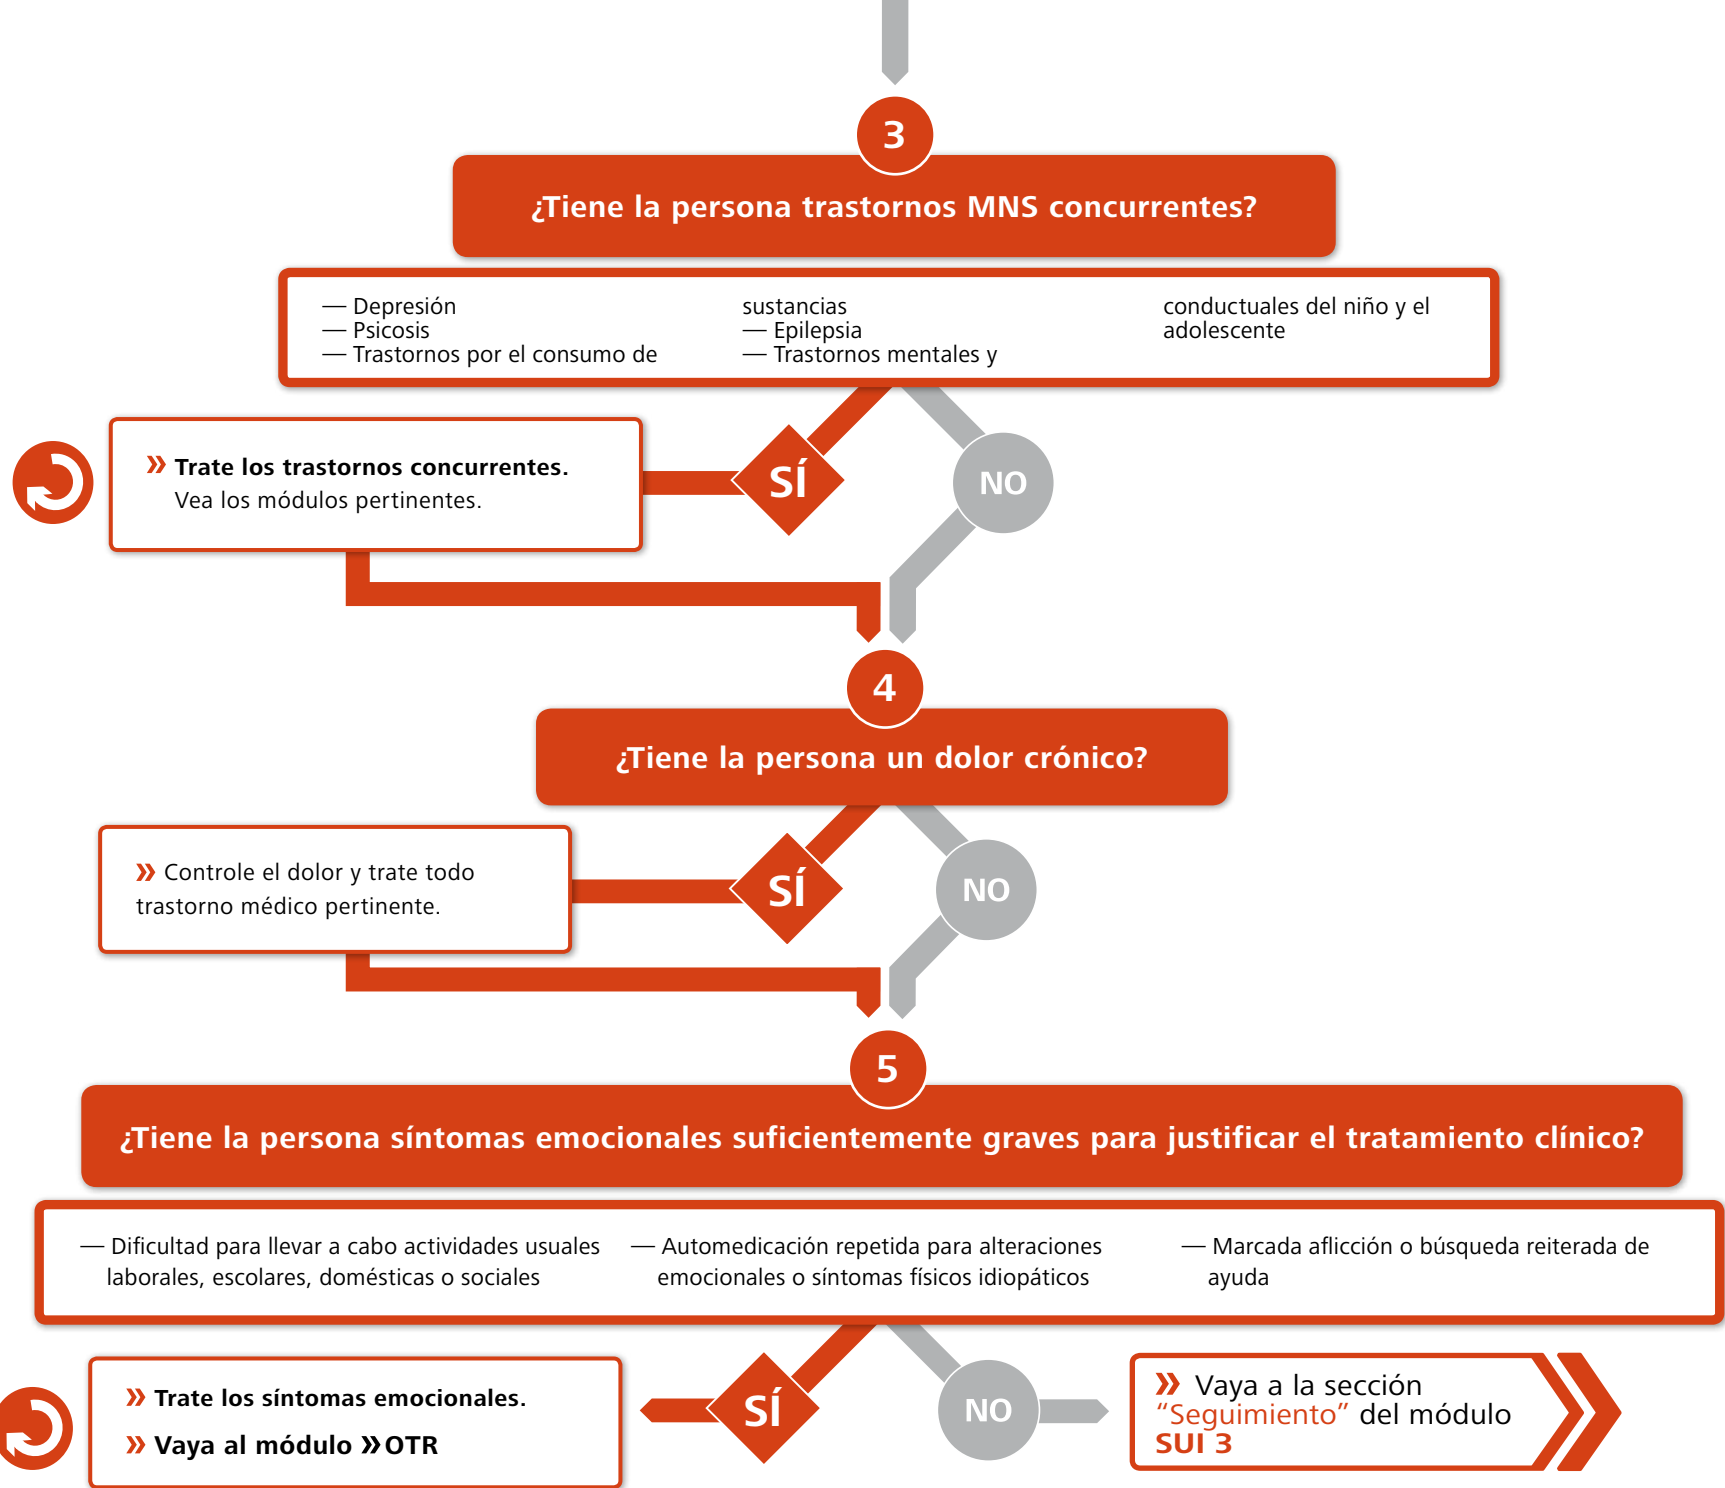 3
¿Tiene la persona trastornos MNS concurrentes?
— Depresión
— Psicosis
— Trastornos por el consumo de
sustancias
— Epilepsia
— Trastornos mentales y
conductuales del niño y el
adolescente
» Trate los trastornos concurrentes.
Vea los módulos pertinentes.
SÍ
NO
4
¿Tiene la persona un dolor crónico?
» Controle el dolor y trate todo
trastorno médico pertinente.
SÍ
NO
5
¿Tiene la persona síntomas emocionales suficientemente graves para justificar el tratamiento clínico?
— Dificultad para llevar a cabo actividades usuales
laborales, escolares, domésticas o sociales
— Automedicación repetida para alteraciones
emocionales o síntomas físicos idiopáticos
— Marcada aflicción o búsqueda reiterada de
ayuda
» Trate los síntomas emocionales.
» Vaya al módulo »OTR
SÍ
NO
» Vaya a la sección
“Seguimiento” del módulo
SUI 3